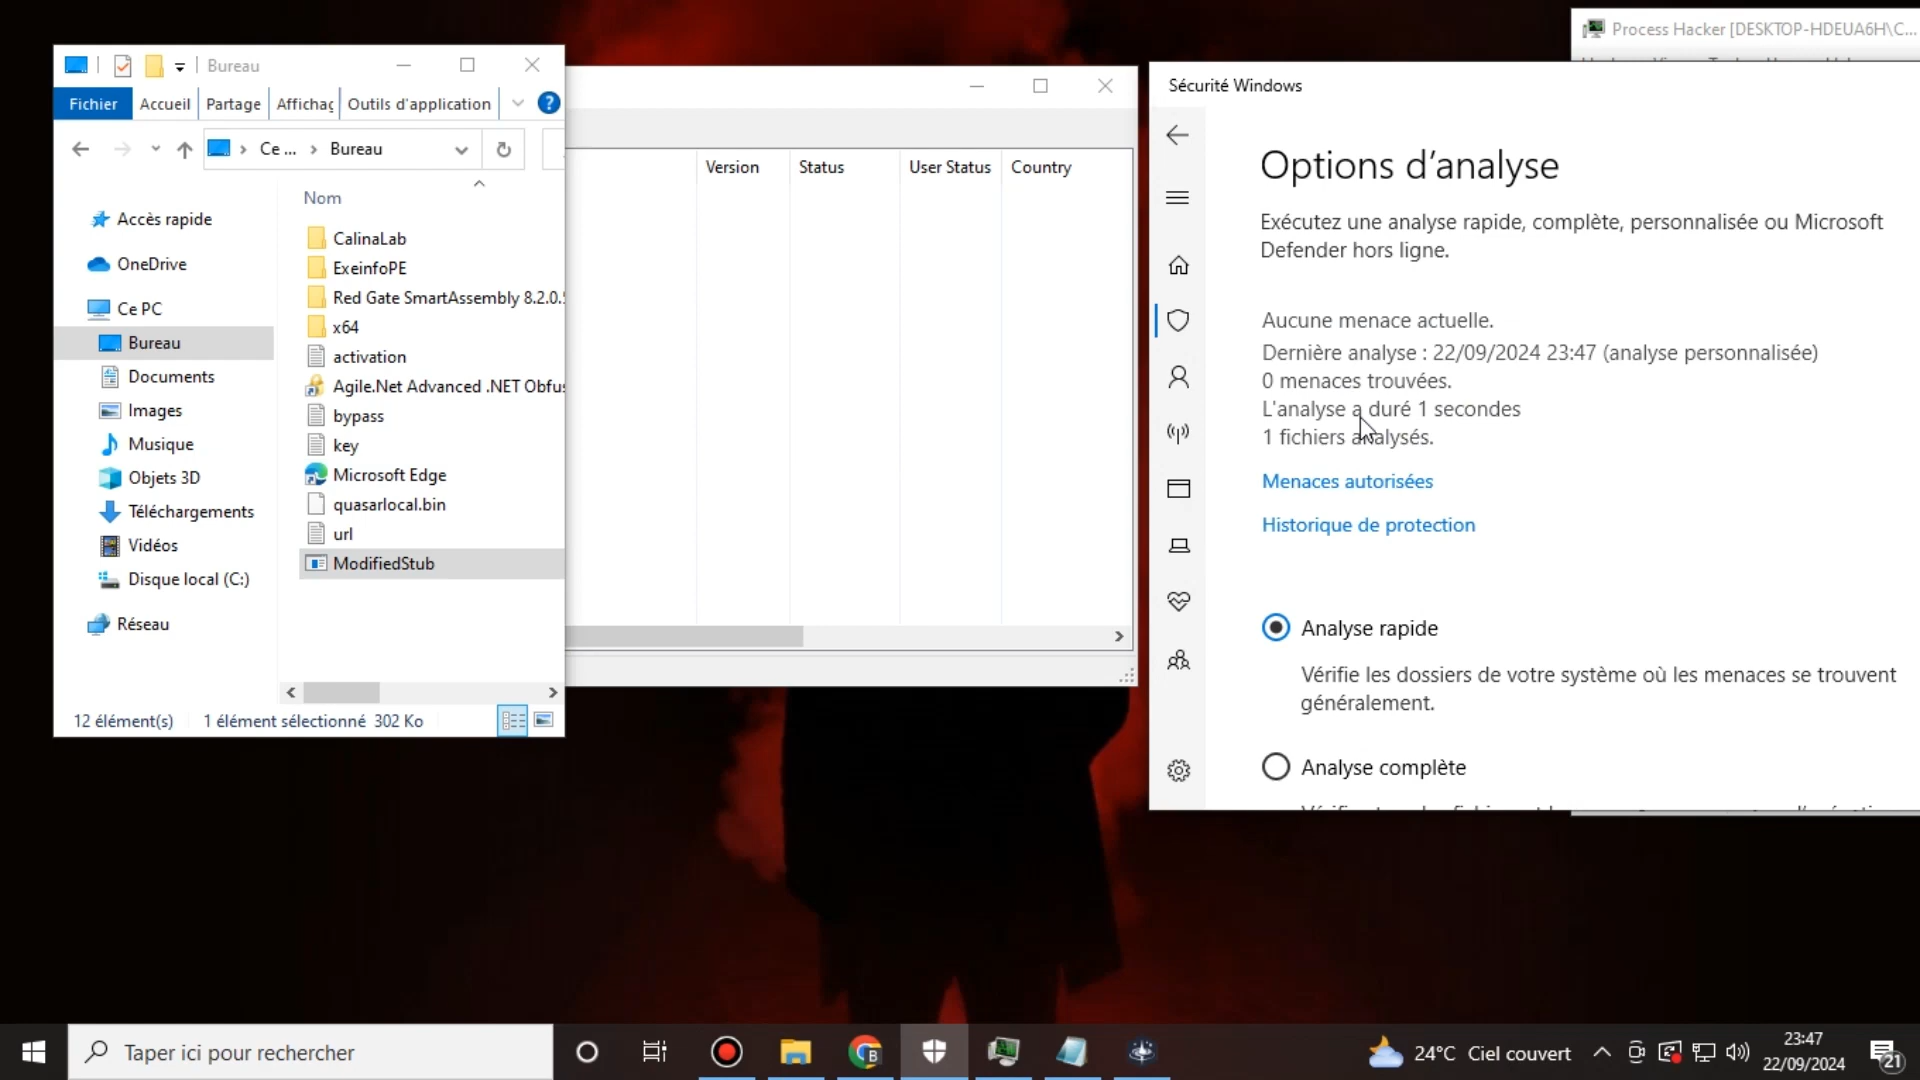 Bureau
Fichier
Accueil
Partage
Affichag
Outils d'application
Ce ...
Bureau
Nom
Accès rapide
OneDrive
Ce PC
Bureau
Documents
Images
Musique
Objets 3D
Téléchargements
Vidéos
Disque local (C:)
Réseau
CalinaLab
ExeinfoPE
Red Gate SmartAssembly 8.2.0.5
x64
activation
Agile.Net Advanced .NET Obfus
bypass
key
Microsoft Edge
quasarlocal.bin
url
ModifiedStub
12 élément(s)
1 élément sélectionné 302 Ko
Version
Status
User Status
Country
Process Hacker [DESKTOP-HDEUA6H\C...
Sécurité Windows
Options d’analyse
Exécutez une analyse rapide, complète, personnalisée ou Microsoft
Defender hors ligne.
Aucune menace actuelle.
Dernière analyse : 22/09/2024 23:47 (analyse personnalisée)
0 menaces trouvées.
L'analyse a duré 1 secondes
1 fichiers analysés.
Menaces autorisées
Historique de protection
Analyse rapide
Vérifie les dossiers de votre système où les menaces se trouvent
généralement.
Analyse complète
Taper ici pour rechercher
24°C Ciel couvert
23:47
22/09/2024
21